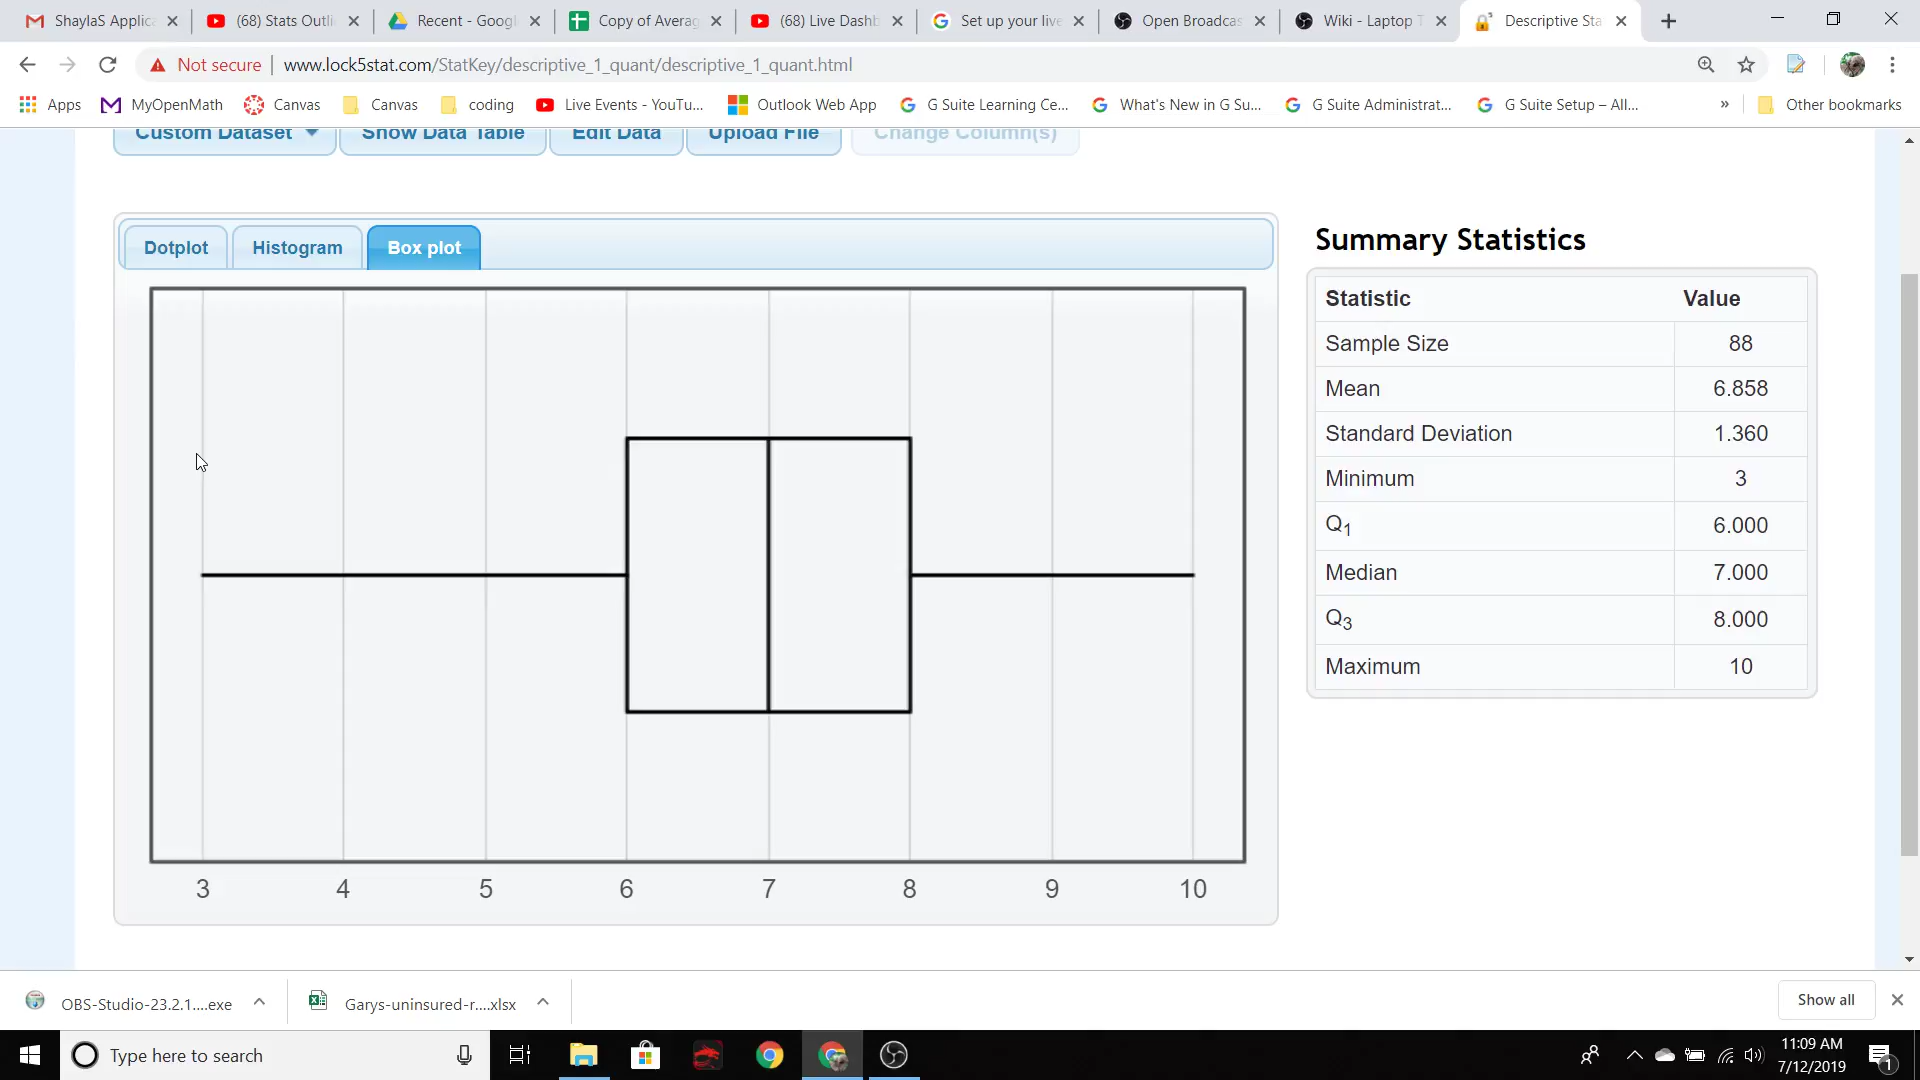 ShaylaS Applica
(68) Stats Outli
Recent - Googl
Copy of Averag
(68) Live Dashb
Set up your live
Open Broadcas
Wiki - Laptop T
Descriptive Sta
Not secure | www.lock5stat.com/StatKey/descriptive_1_quant/descriptive_1_quant.html
Apps
MyOpenMath
Canvas
Canvas
coding
Live Events - YouTu...
Outlook Web App
G Suite Learning Ce...
What's New in G Su...
G Suite Administrat...
G Suite Setup – All...
»
Other bookmarks
Custom Dataset
Show Data Table
Edit Data
Upload File
Change Column(s)
Dotplot
Histogram
Box plot
3 4 5 6 7 8 9 10
Summary Statistics
Statistic Value
Sample Size 88
Mean 6.858
Standard Deviation 1.360
Minimum 3
Q1 6.000
Median 7.000
Q3 8.000
Maximum 10
OBS-Studio-23.2.1....exe
Garys-uninsured-r....xlsx
Show all
Type here to search
11:09 AM
7/12/2019
1